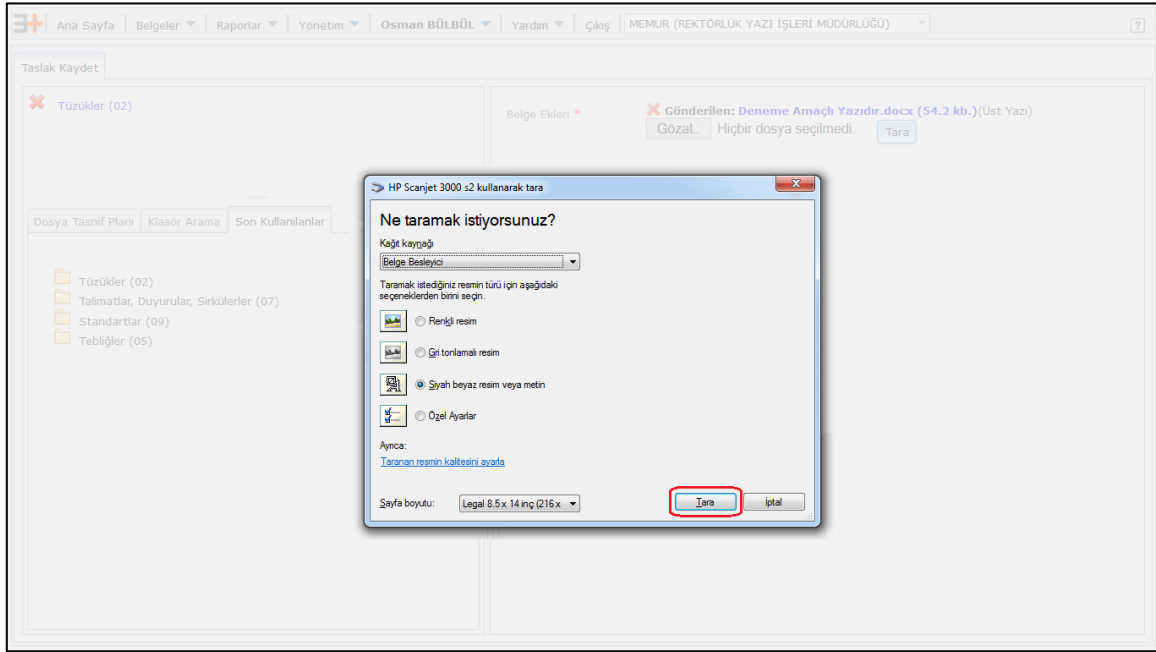 Ana Sayfa Belgeler Raporlar Yönetim Osman BÜLBÜL Yardım Çıkış MEMUR (REKTÖRLÜK YAZI İŞLERİ MÜDÜRLÜĞÜ) ?
Taslak Kaydet
Tüzükler (02)
Belge Ekleri * Gönderilen: Deneme Amaçlı Yazıdır.docx (54.2 kb.)(Üst Yazı)
Gözat... Hiçbir dosya seçilmedi. Tara
Dosya Tasnif Planı Klasör Arama Son Kullanılanlar
Tüzükler (02)
Talimatlar, Duyurular, Sirkülerler (07)
Standartlar (09)
Tebliğler (05)
HP Scanjet 3000 s2 kullanarak tara
Ne taramak istiyorsunuz?
Kağıt kaynağı
Belge Besleyici
Taramak istediğiniz resmin türü için aşağıdaki
seçeneklerden birini seçin.
Renkli resim
Gri tonlamalı resim
Siyah beyaz resim veya metin
Özel Ayarlar
Ayrıca:
Taranan resmin kalitesini ayarla
Sayfa boyutu: Legal 8.5 x 14 inç (216 x Tara İptal